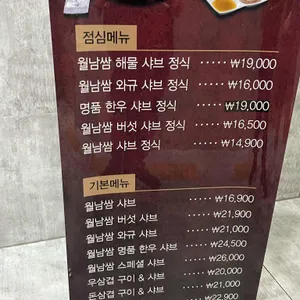 점심메뉴
월남쌈 해물 샤브 정식 ····· ₩19,000
월남쌈 와규 샤브 정식 ····· ₩16,000
명품 한우 샤브 정식 ····· ₩19,000
월남쌈 버섯 샤브 정식 ····· ₩16,500
월남쌈 샤브 정식 ····· ₩14,900
기본메뉴
월남쌈 샤브 ····· ₩16,900
월남쌈 버섯 샤브 ····· ₩21,900
월남쌈 와규 샤브 ····· ₩21,000
월남쌈 명품 한우 샤브 ····· ₩24,500
월남쌈 스페셜 샤브 ····· ₩26,000
우삼겹 구이 & 샤브 ····· ₩20,000
돈삼겹 구이 & 샤브 ····· ₩21,000
₩22,900